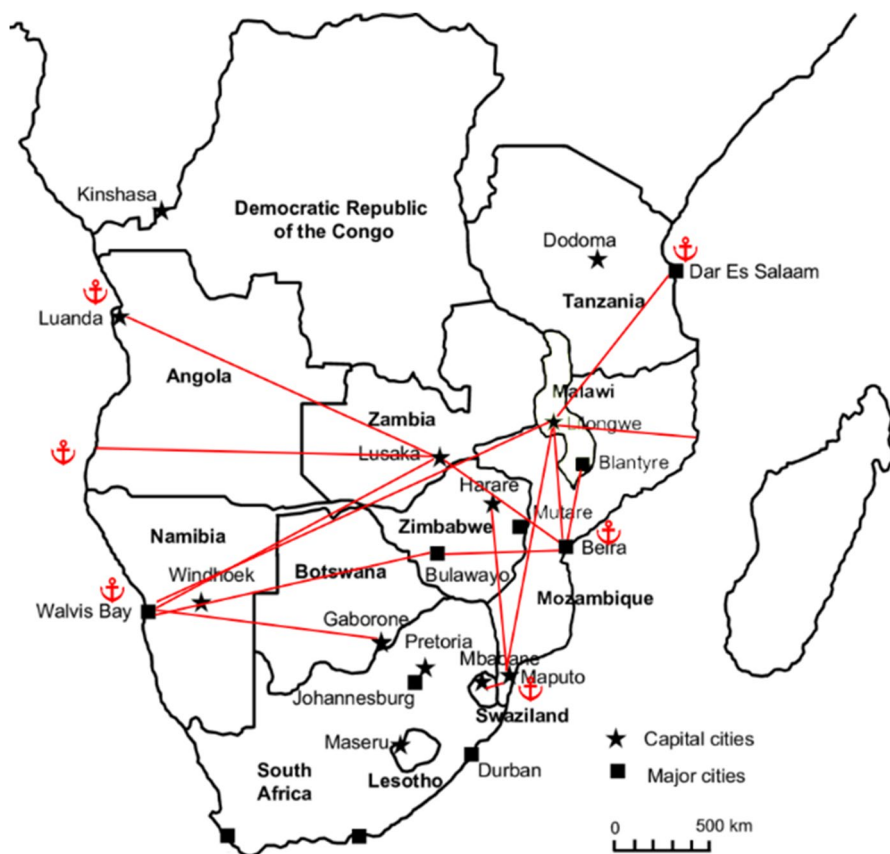 Kinshasa
Democratic Republic
of the Congo
Dodoma
Dar Es Salaam
Tanzania
Luanda
Angola
Malawi
Zambia
Lilongwe
Lusaka
Blantyre
Harare
Mutare
Namibia
Zimbabwe
Beira
Windhoek
Botswana
Bulawayo
Walvis Bay
Mozambique
Gaborone
Pretoria
Mbabane
Maputo
Johannesburg
Swaziland
Maseru
Capital cities
South
Africa
Lesotho
Durban
Major cities
0 500 km